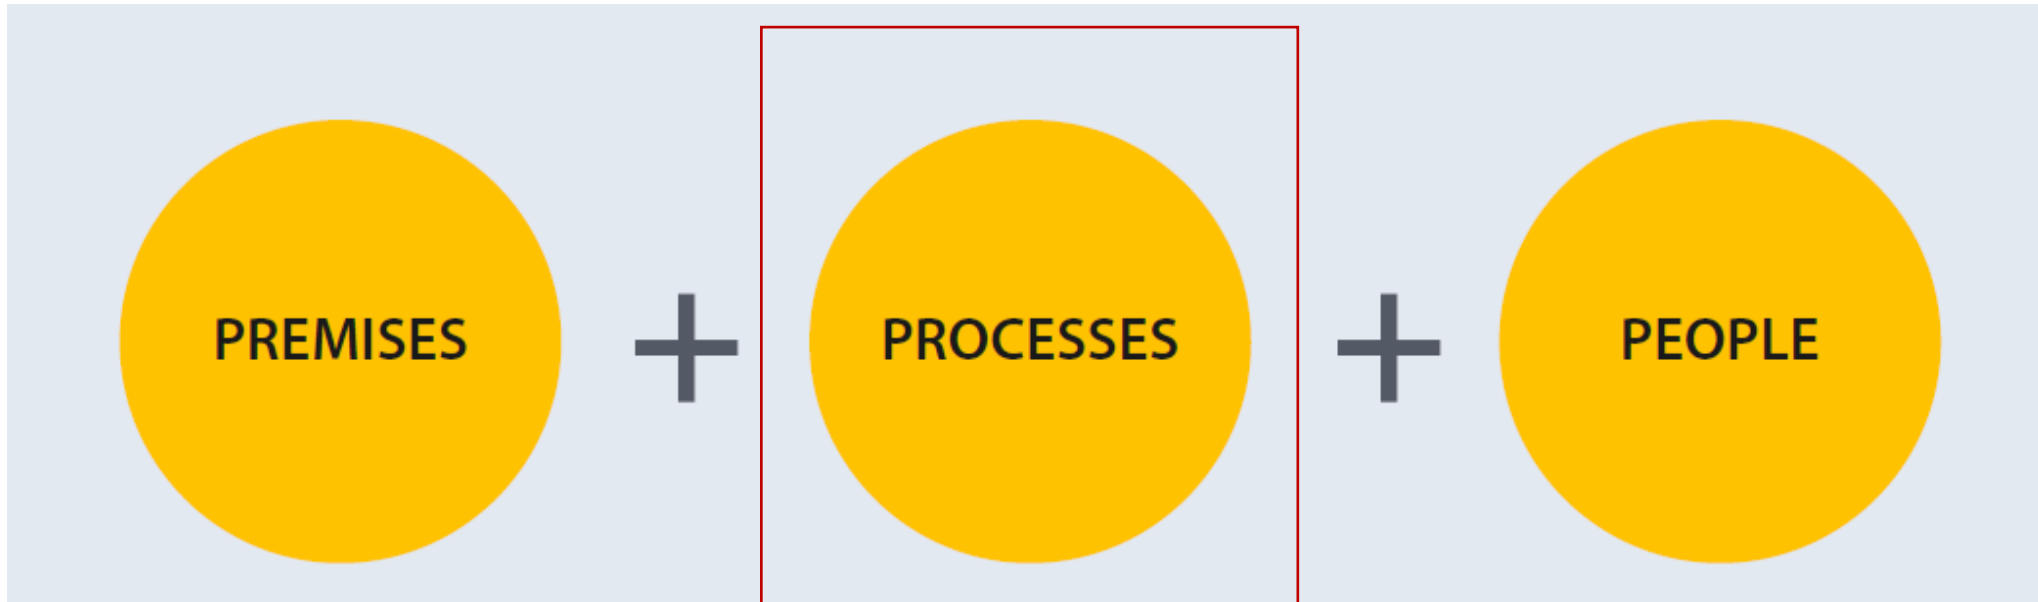 PREMISES + PROCESSES + PEOPLE